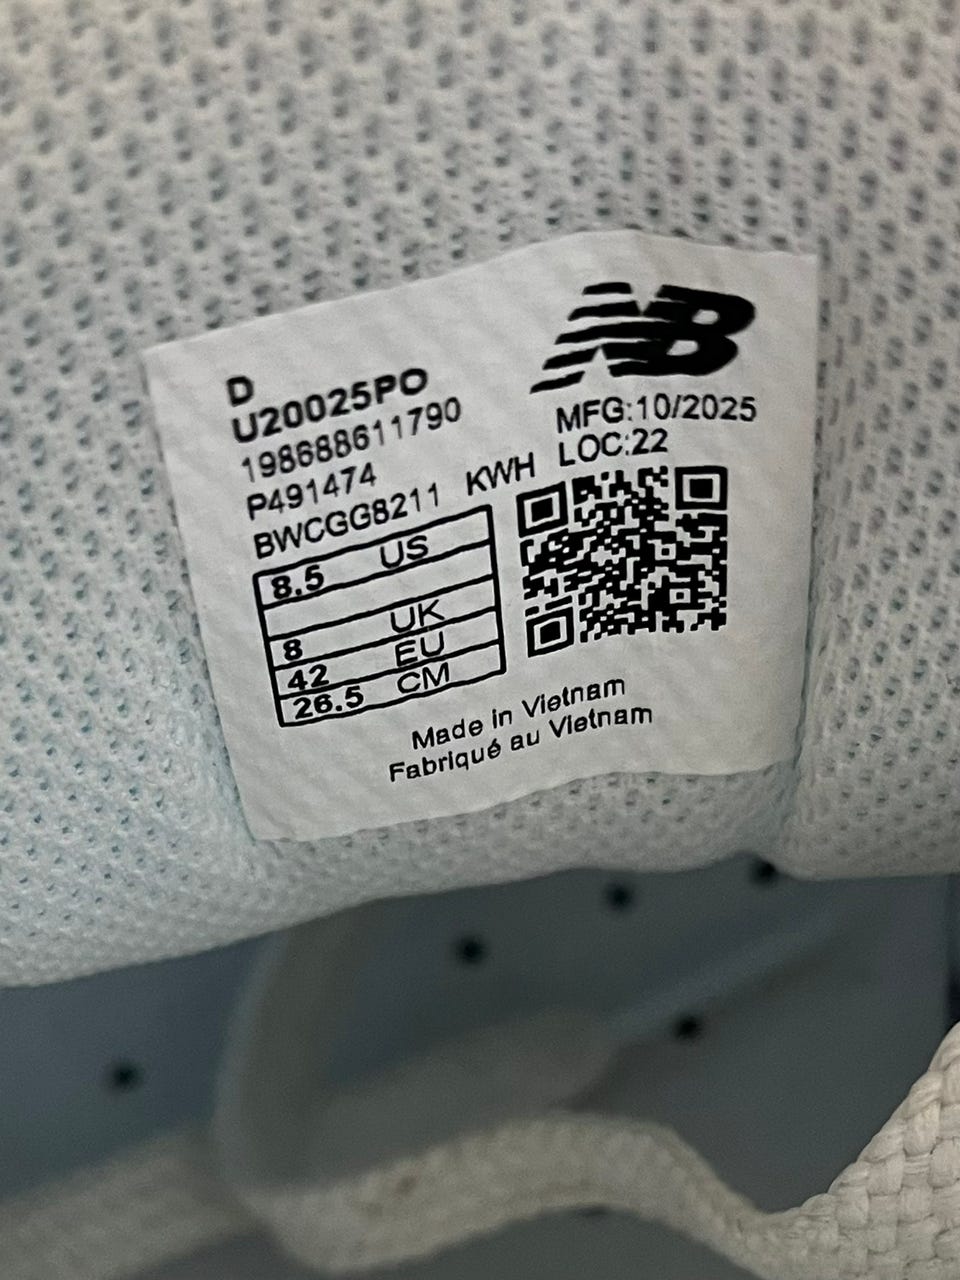 NB
D
U20025PO
198688611790
P491474
BWCGG8211 KWH
MFG:10/2025
LOC:22
8.5 US
8 UK
42 EU
26.5 CM
Made in Vietnam
Fabriqué au Vietnam